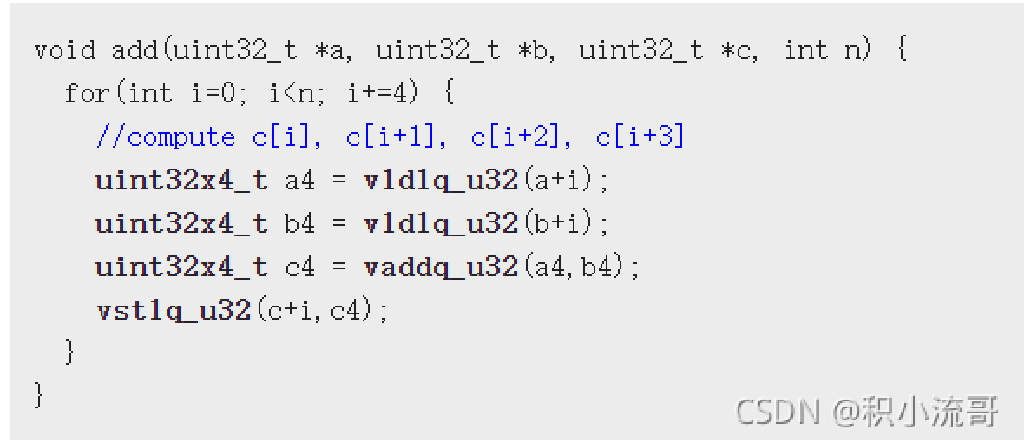 void add(uint32_t *a, uint32_t *b, uint32_t *c, int n) {
for(int i=0; i<n; i+=4) {
//compute c[i], c[i+1], c[i+2], c[i+3]
uint32x4_t a4 = vld1q_u32(a+i);
uint32x4_t b4 = vld1q_u32(b+i);
uint32x4_t c4 = vaddq_u32(a4,b4);
vst1q_u32(c+i,c4);
}
}
CSDN @积小流哥